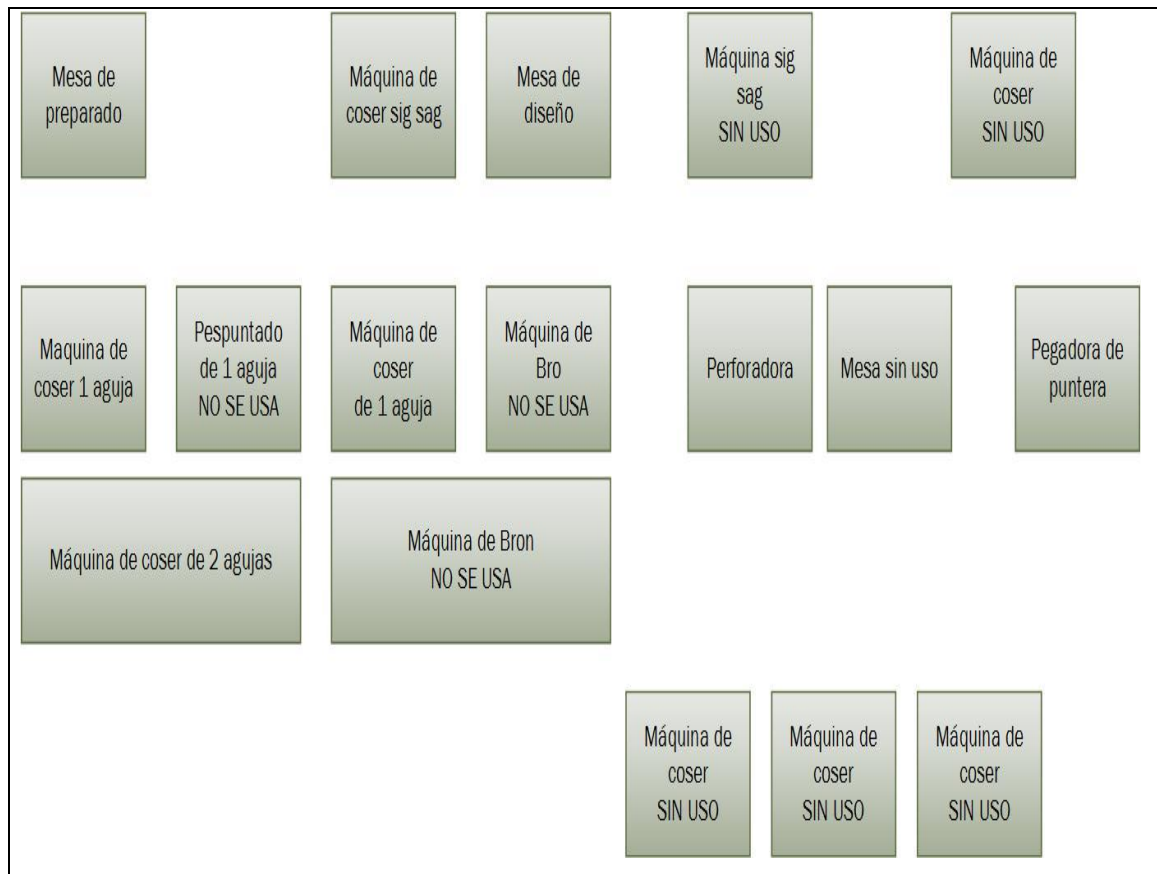 Mesa de
preparado
Máquina de
coser sig sag
Mesa de
diseño
Máquina sig
sag
SIN USO
Máquina de
coser
SIN USO
Maquina de
coser 1 aguja
Pespuntado
de 1 aguja
NO SE USA
Máquina de
coser
de 1 aguja
Máquina de
Bro
NO SE USA
Perforadora
Mesa sin uso
Pegadora de
puntera
Máquina de coser de 2 agujas
Máquina de Bron
NO SE USA
Máquina de
coser
SIN USO
Máquina de
coser
SIN USO
Máquina de
coser
SIN USO